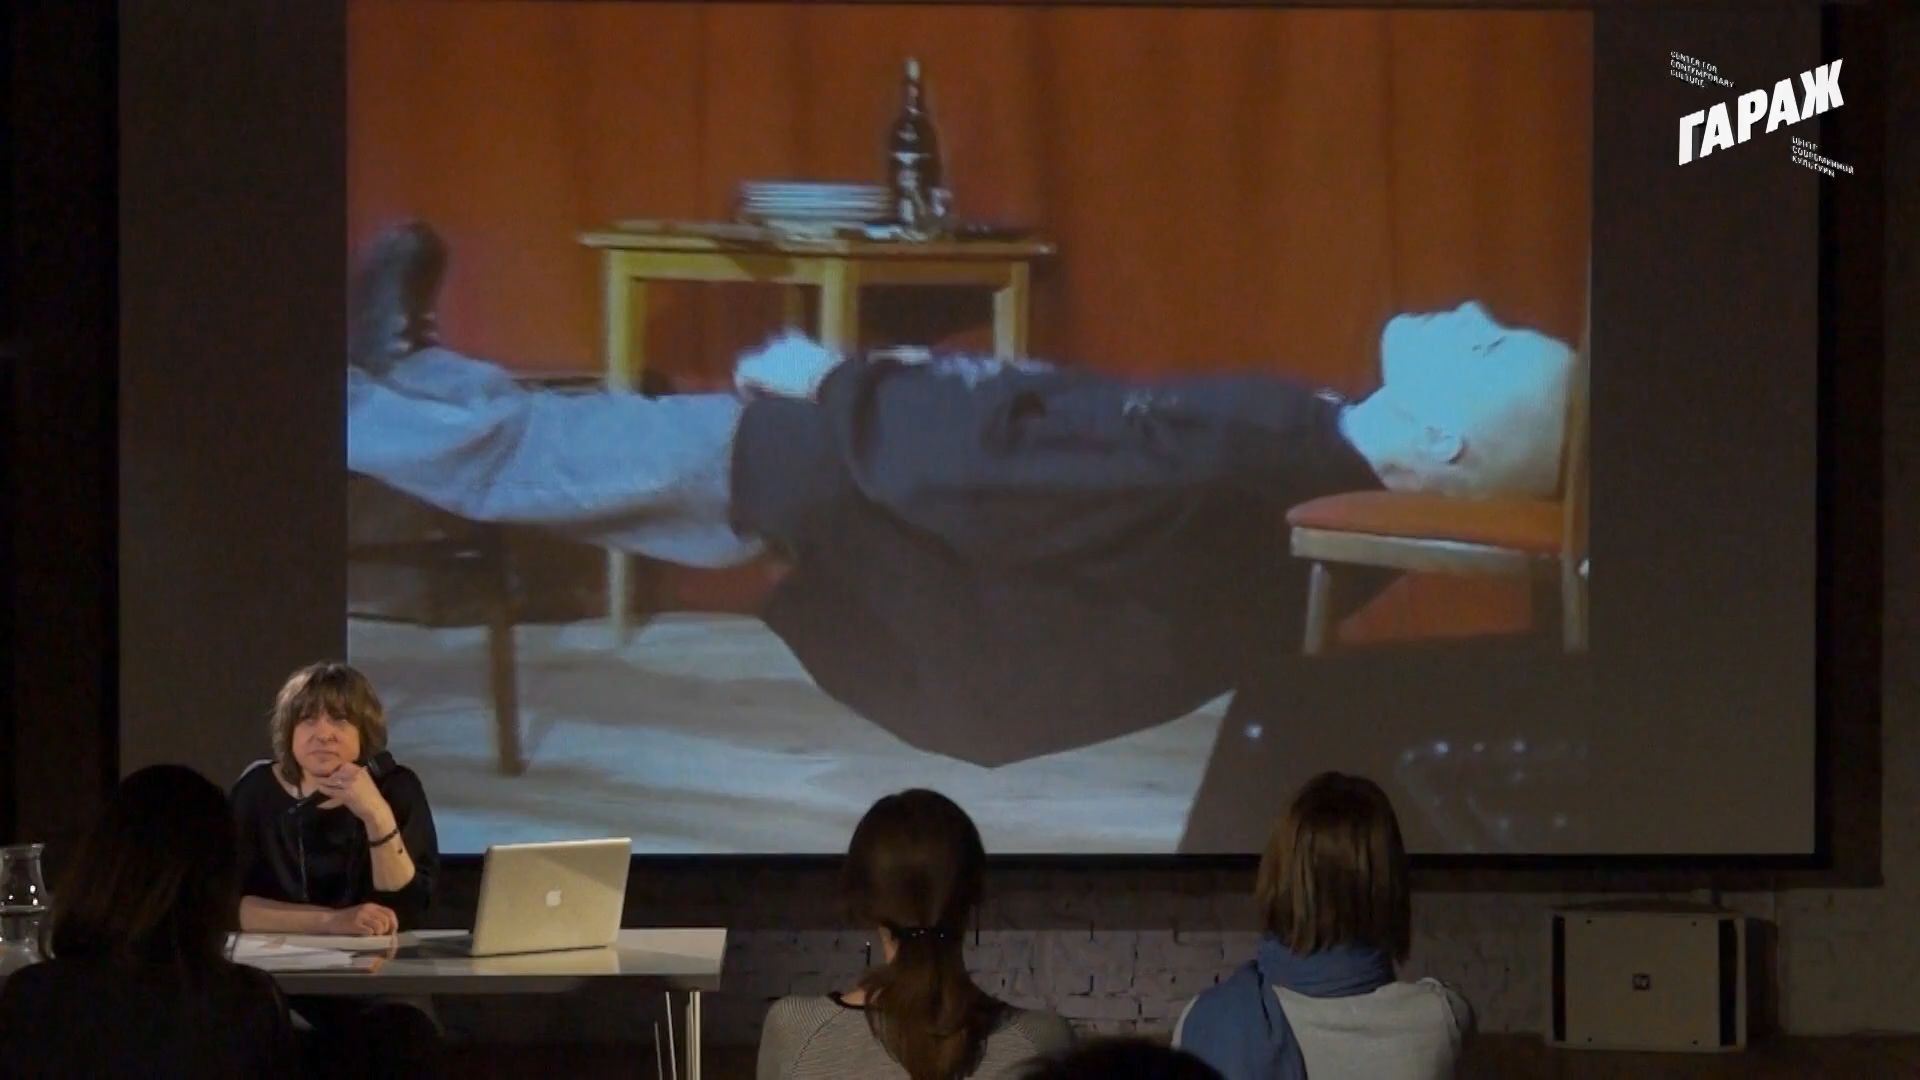 CENTER FOR
CONTEMPORARY
CULTURE
ГАРАЖ
ЦЕНТР
СОВРЕМЕННОЙ
КУЛЬТУРЫ